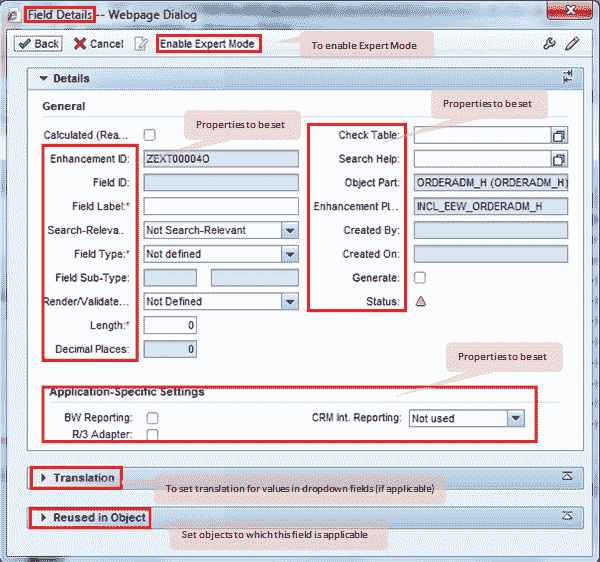 Field Details -- Webpage Dialog
Back Cancel Enable Expert Mode To enable Expert Mode
Details
General
Properties to be set Properties to be set
Calculated (Rea... Check Table:
Enhancement ID: ZEXT00004O Search Help:
Field ID: Object Part: ORDERADM_H (ORDERADM_H)
Field Label:* Enhancement Pl... INCL_EEW_ORDERADM_H
Search-Releva... Not Search-Relevant Created By:
Field Type:* Not defined Created On:
Field Sub-Type: Generate:
Render/Validate... Not Defined Status:
Length:* 0
Decimal Places: 0
Properties to be set
Application-Specific Settings
BW Reporting: CRM Int. Reporting: Not used
R/3 Adapter:
Translation
To set translation for values in dropdown fields (if applicable)
Reused in Object
Set objects to which this field is applicable